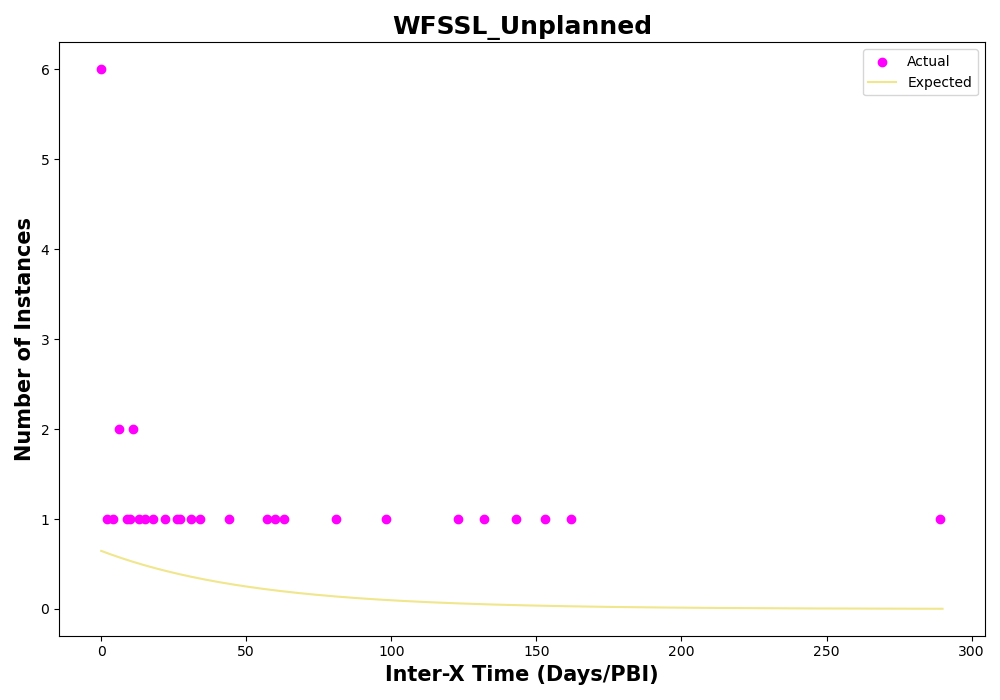 WFSSL_Unplanned
Actual
Expected
6
5
4
3
2
1
0
Number of Instances
0 50 100 150 200 250 300
Inter-X Time (Days/PBI)